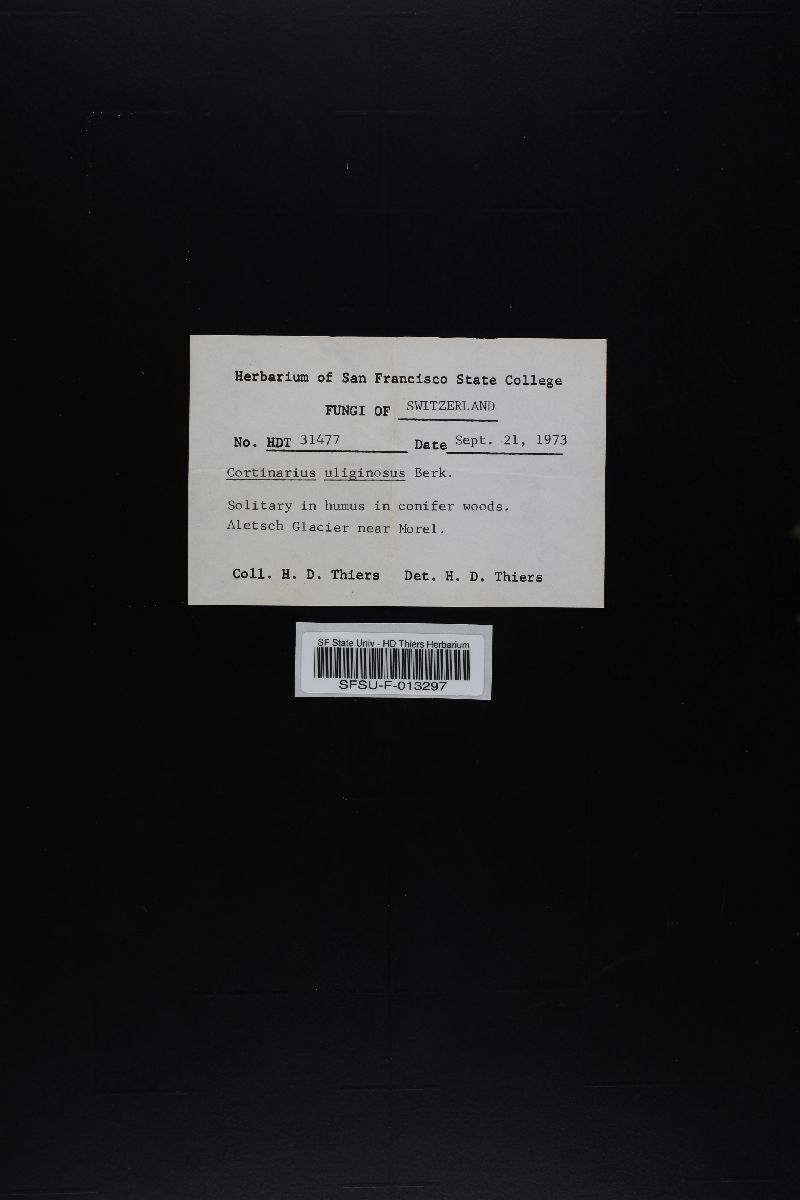 Herbarium of San Francisco State College
FUNGI OF SWITZERLAND
No. HDT 31477 Date Sept. 21, 1973
Cortinarius uliginosus Berk.
Solitary in humus in conifer woods.
Aletsch Glacier near Morel.
Coll. H. D. Thiers Det. H. D. Thiers
SF State Univ - HD Thiers Herbarium
SFSU-F-013297